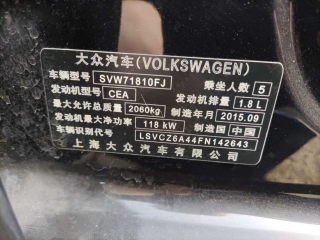 大众汽车(VOLKSWAGEN)
车辆型号 SVW71810FJ 乘坐人数 5
发动机型号 CEA 发动机排量 1.8 L
最大允许总质量 2060kg 制造年月 2015.09
发动机最大净功率 118 kW 制造国 中国
车辆识别代号 LSVCZ6A44FN142643
上海大众汽车有限公司